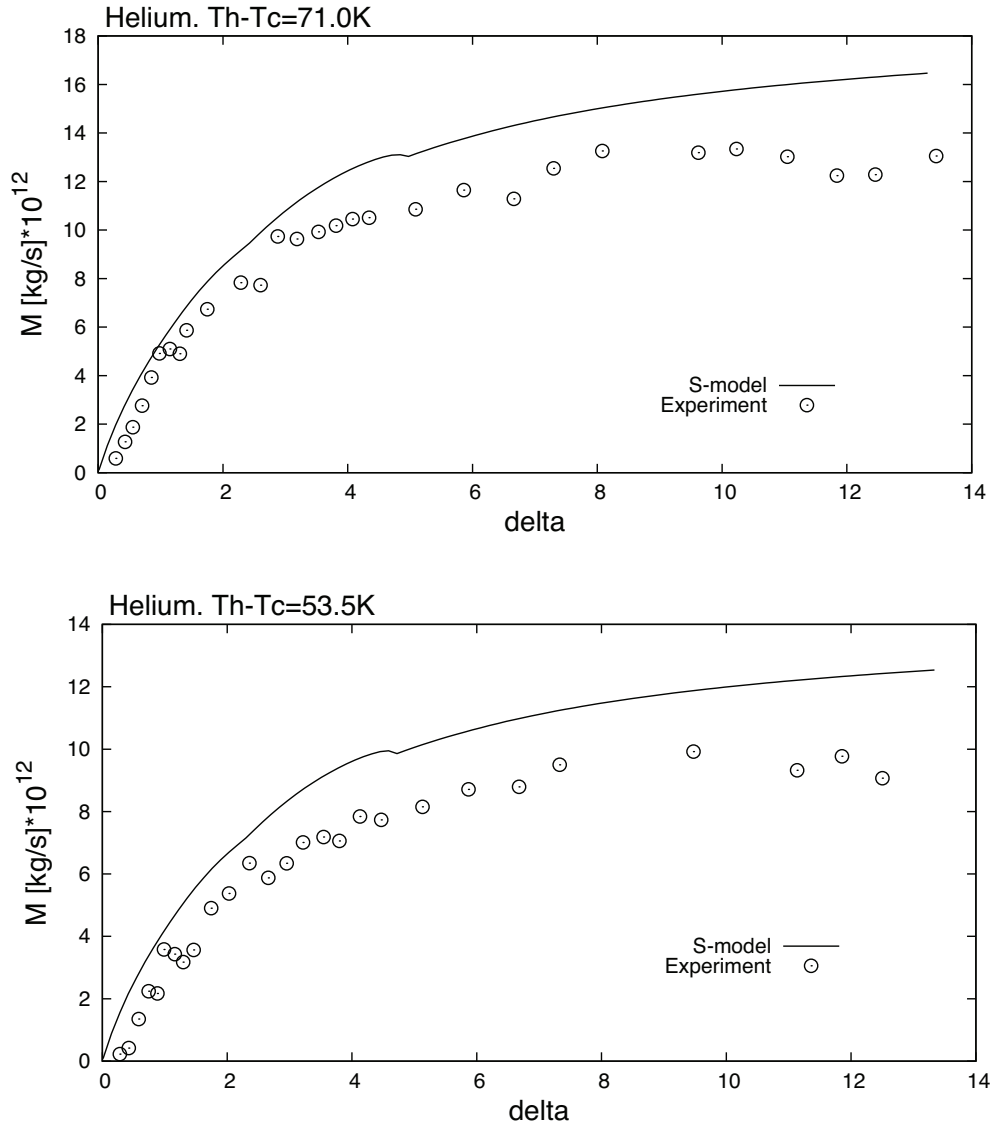 Helium. Th-Tc=71.0K
18
16
14
12
10
8
6
4
2
0
M [kg/s]*10^12
S-model
Experiment
0 2 4 6 8 10 12 14
delta
Helium. Th-Tc=53.5K
14
12
10
8
6
4
2
0
M [kg/s]*10^12
S-model
Experiment
0 2 4 6 8 10 12 14
delta